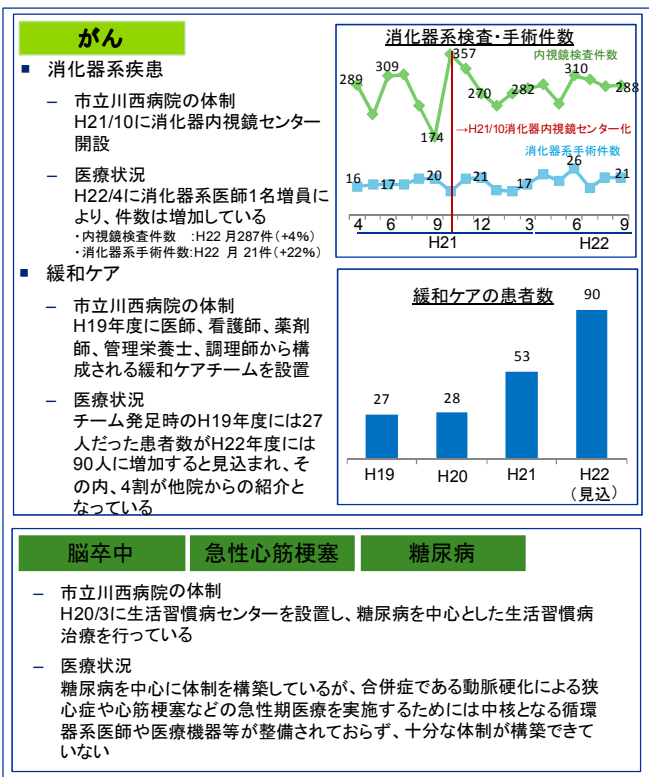 がん
■ 消化器系疾患
– 市立川西病院の体制
H21/10に消化器内視鏡センター
開設
– 医療状況
H22/4に消化器系医師1名増員に
より、件数は増加している
・内視鏡検査件数 :H22 月287件(+4%)
・消化器系手術件数:H22 月 21件(+22%)
■ 緩和ケア
– 市立川西病院の体制
H19年度に医師、看護師、薬剤
師、管理栄養士、調理師から構
成される緩和ケアチームを設置
– 医療状況
チーム発足時のH19年度には27
人だった患者数がH22年度には
90人に増加すると見込まれ、そ
の内、4割が他院からの紹介と
なっている
消化器系検査・手術件数
内視鏡検査件数
289 309 174 357 270 282 310 288
→H21/10消化器内視鏡センター化
消化器系手術件数
16 17 20 21 17 26 21
4 6 9 12 3 6 9
H21 H22
緩和ケアの患者数
27 28 53 90
H19 H20 H21 H22
(見込)
脳卒中 急性心筋梗塞 糖尿病
– 市立川西病院の体制
H20/3に生活習慣病センターを設置し、糖尿病を中心とした生活習慣病
治療を行っている
– 医療状況
糖尿病を中心に体制を構築しているが、合併症である動脈硬化による狭
心症や心筋梗塞などの急性期医療を実施するためには中核となる循環
器系医師や医療機器等が整備されておらず、十分な体制が構築できて
いない